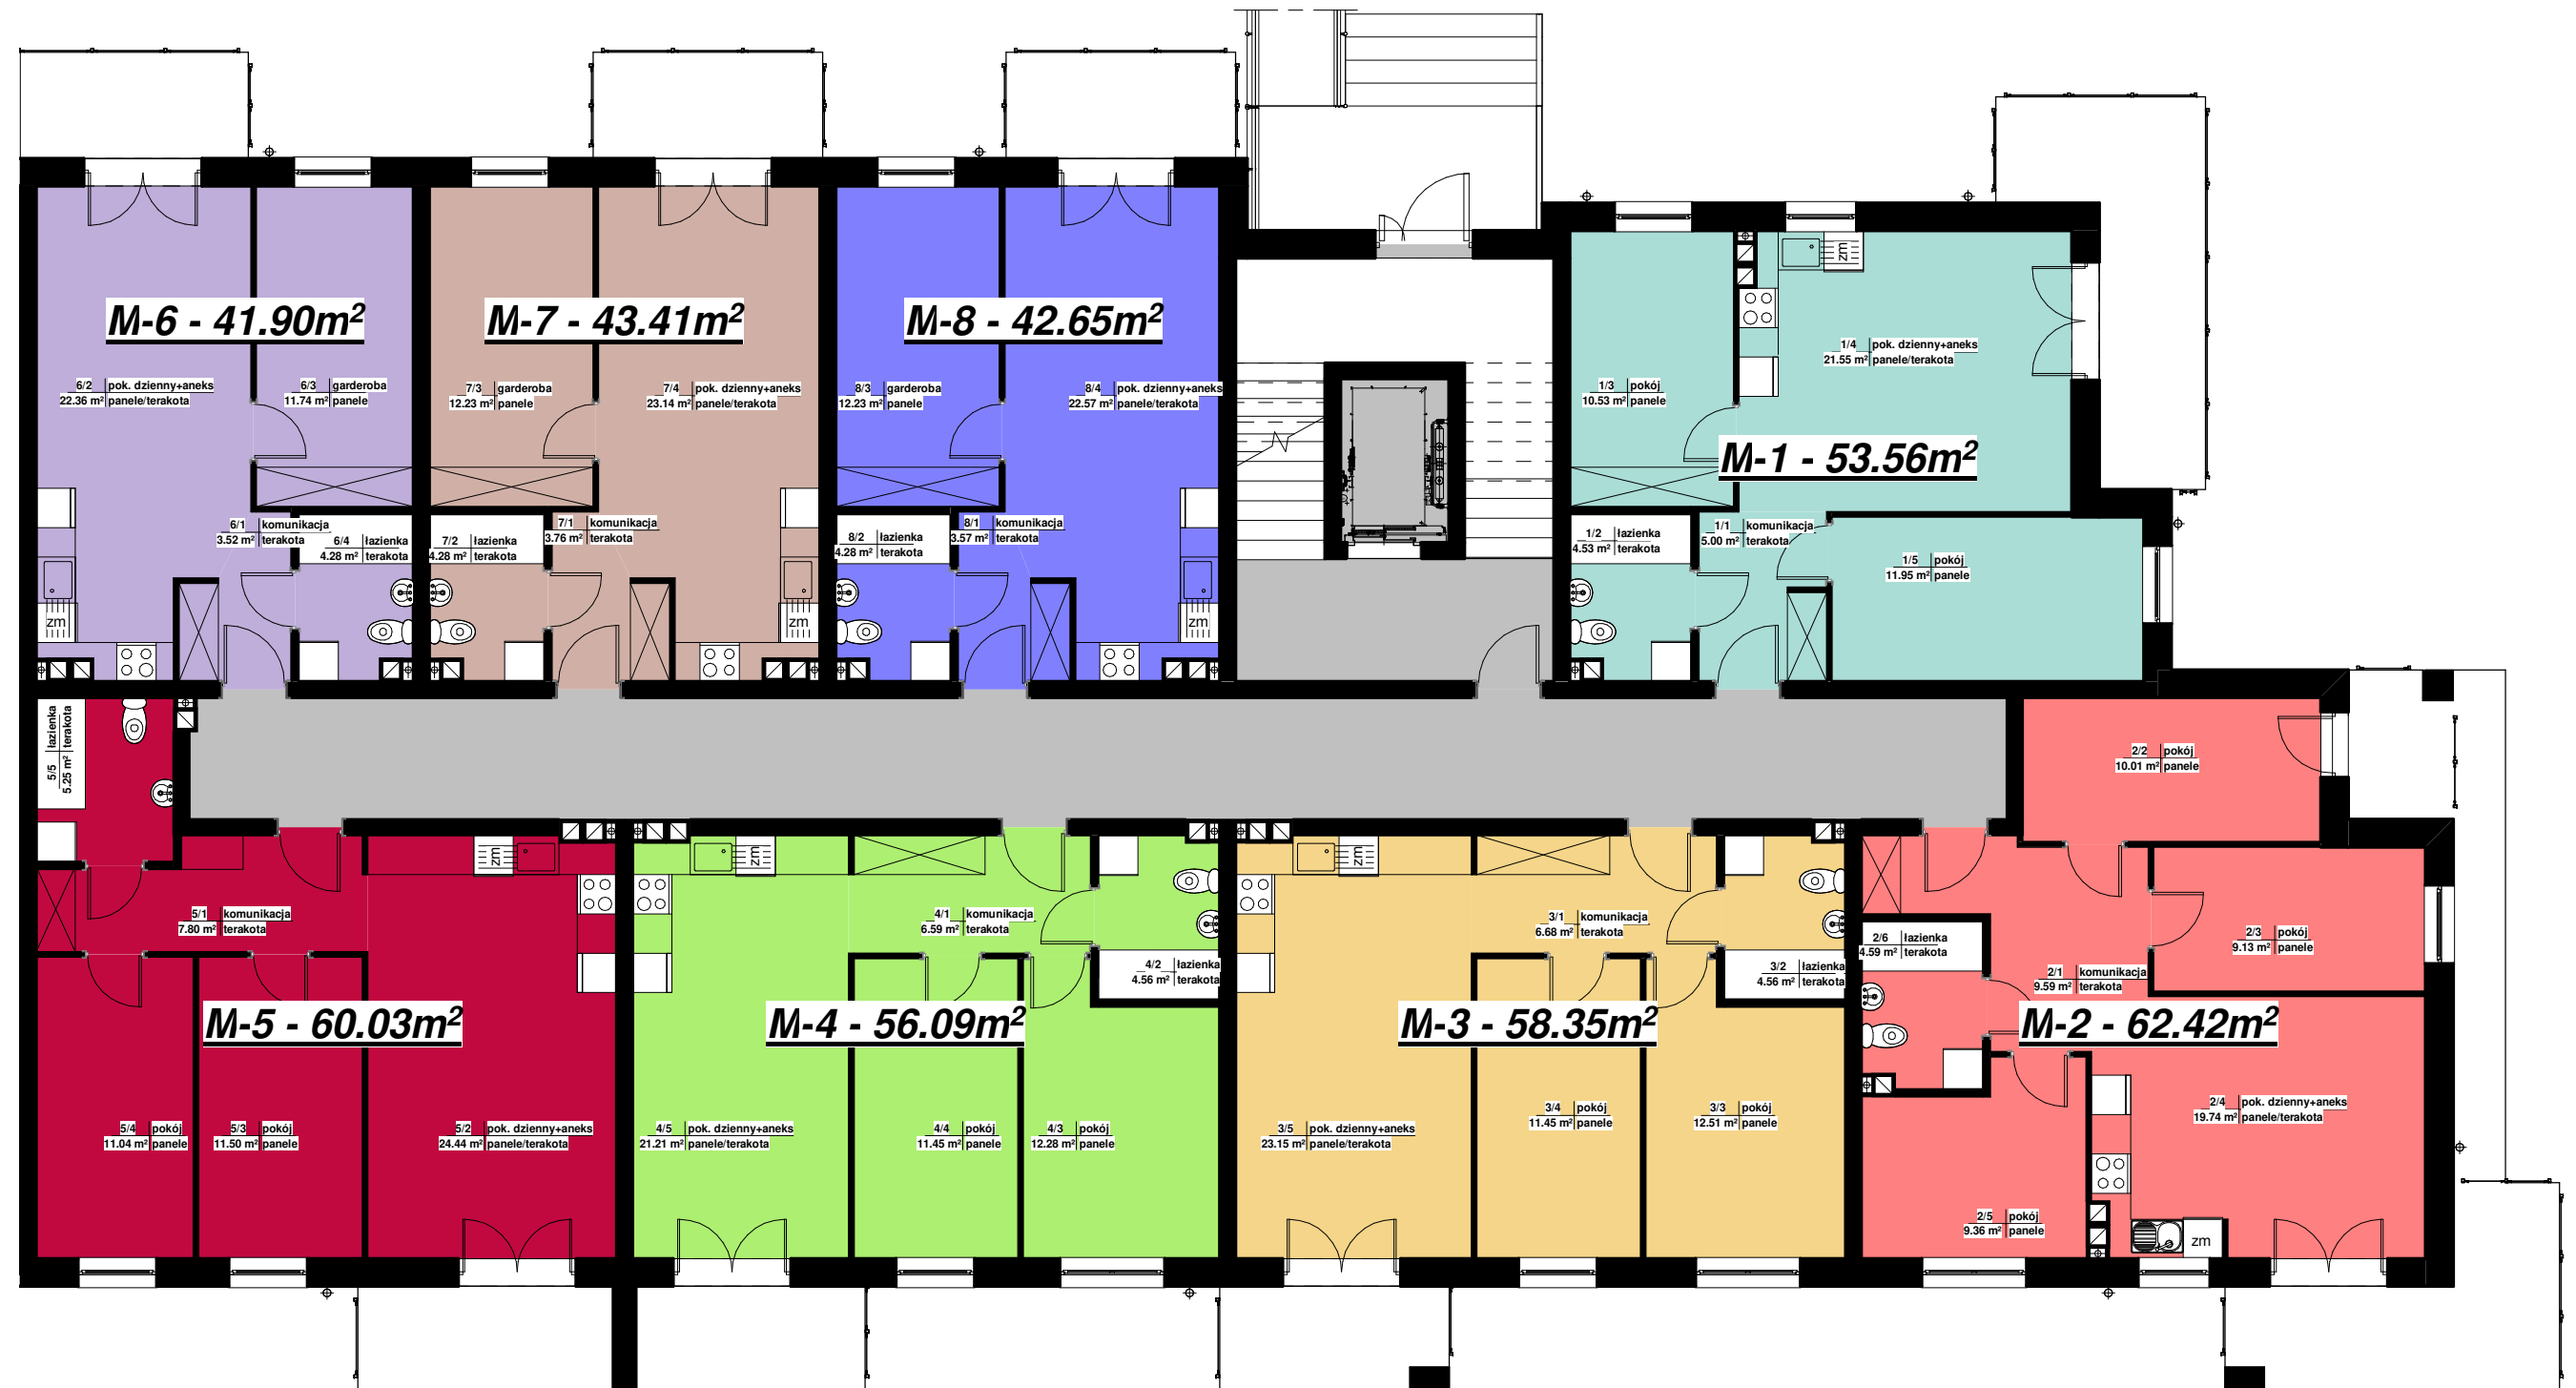 M-6 - 41.90m²
6/2 pok. dzienny+aneks
22.36 m² panele/terakota
6/3 garderoba
11.74 m² panele
6/1 komunikacja
3.52 m² terakota
6/4 łazienka
4.28 m² terakota
zm
M-7 - 43.41m²
7/3 garderoba
12.23 m² panele
7/4 pok. dzienny+aneks
23.14 m² panele/terakota
7/2 łazienka
4.28 m² terakota
7/1 komunikacja
3.76 m² terakota
zm
M-8 - 42.65m²
8/3 garderoba
12.23 m² panele
8/4 pok. dzienny+aneks
22.57 m² panele/terakota
8/2 łazienka
4.28 m² terakota
8/1 komunikacja
3.57 m² terakota
zm
zm
1/4 pok. dzienny+aneks
21.55 m² panele/terakota
1/3 pokój
10.53 m² panele
M-1 - 53.56m²
1/2 łazienka
4.53 m² terakota
1/1 komunikacja
5.00 m² terakota
1/5 pokój
11.95 m² panele
5/5 łazienka
5.25 m² terakota
zm
5/1 komunikacja
7.80 m² terakota
M-5 - 60.03m²
5/4 pokój
11.04 m² panele
5/3 pokój
11.50 m² panele
5/2 pok. dzienny+aneks
24.44 m² panele/terakota
zm
4/1 komunikacja
6.59 m² terakota
4/2 łazienka
4.56 m² terakota
M-4 - 56.09m²
4/5 pok. dzienny+aneks
21.21 m² panele/terakota
4/4 pokój
11.45 m² panele
4/3 pokój
12.28 m² panele
zm
3/1 komunikacja
6.68 m² terakota
3/2 łazienka
4.56 m² terakota
M-3 - 58.35m²
3/5 pok. dzienny+aneks
23.15 m² panele/terakota
3/4 pokój
11.45 m² panele
3/3 pokój
12.51 m² panele
2/2 pokój
10.01 m² panele
2/6 łazienka
4.59 m² terakota
2/3 pokój
9.13 m² panele
2/1 komunikacja
9.59 m² terakota
M-2 - 62.42m²
2/4 pok. dzienny+aneks
19.74 m² panele/terakota
2/5 pokój
9.36 m² panele
zm